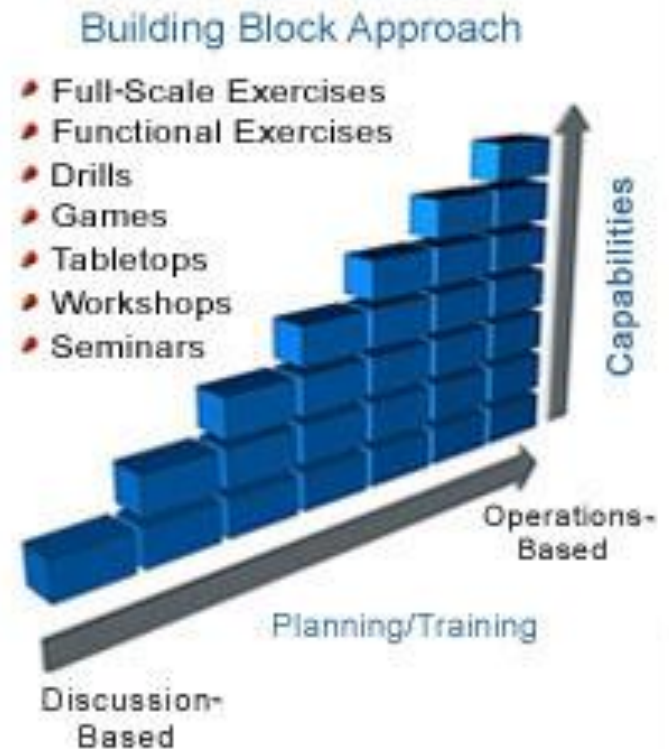 Building Block Approach
Full-Scale Exercises
Functional Exercises
Drills
Games
Tabletops
Workshops
Seminars
Capabilities
Operations-
Based
Planning/Training
Discussion-
Based